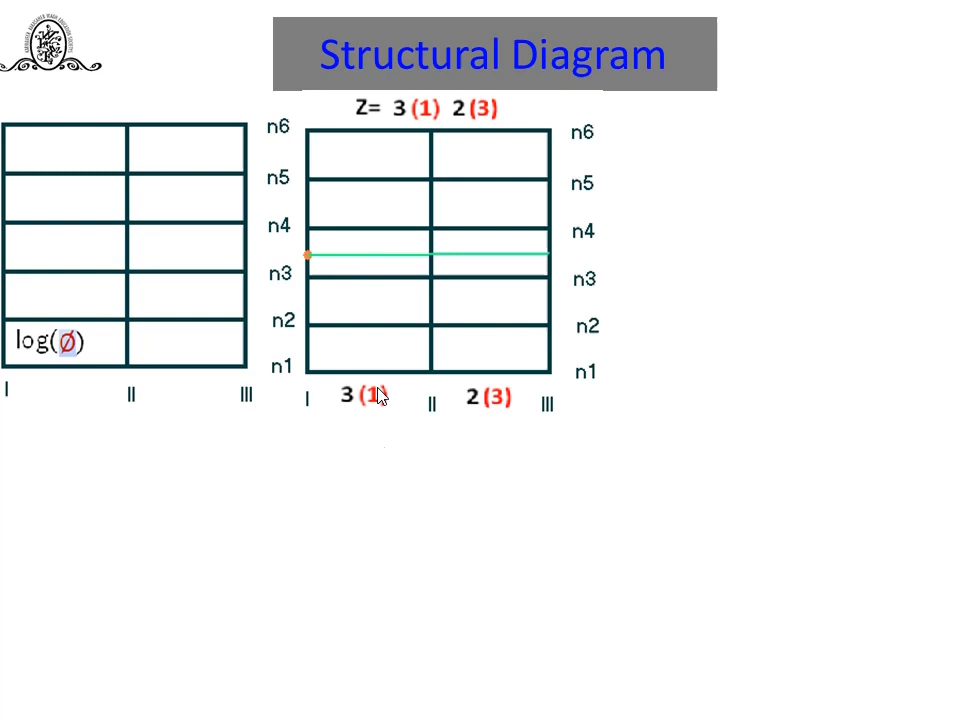 Structural Diagram
Z= 3 (1) 2 (3)
n6
n5
n4
n3
n2
n1
log(Ø)
I II III
n6
n5
n4
n3
n2
n1
3 (1) 2 (3)
I II III